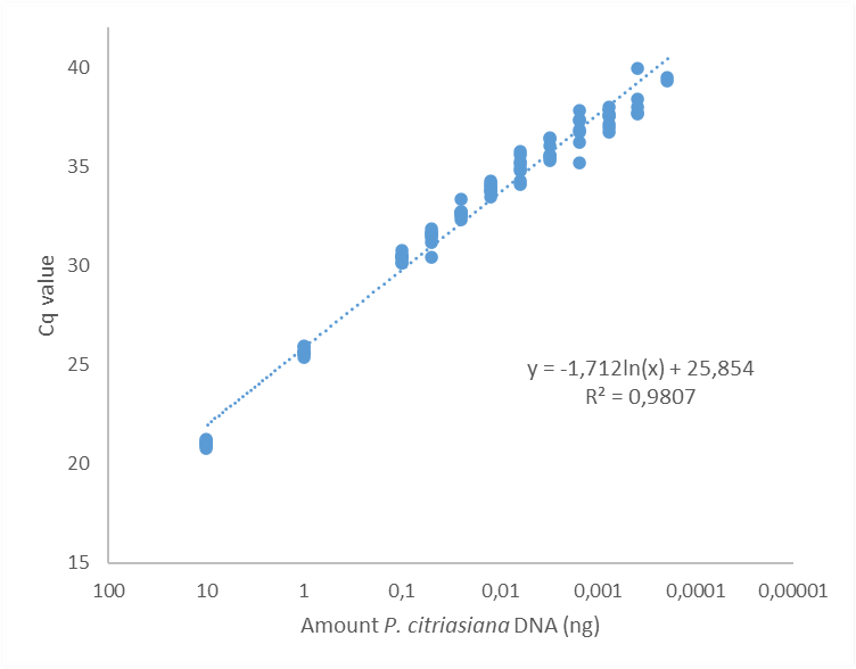 40
35
30
25
20
15
Cq value
y = -1,712ln(x) + 25,854
R² = 0,9807
100 10 1 0,1 0,01 0,001 0,0001 0,00001
Amount P. citriasiana DNA (ng)